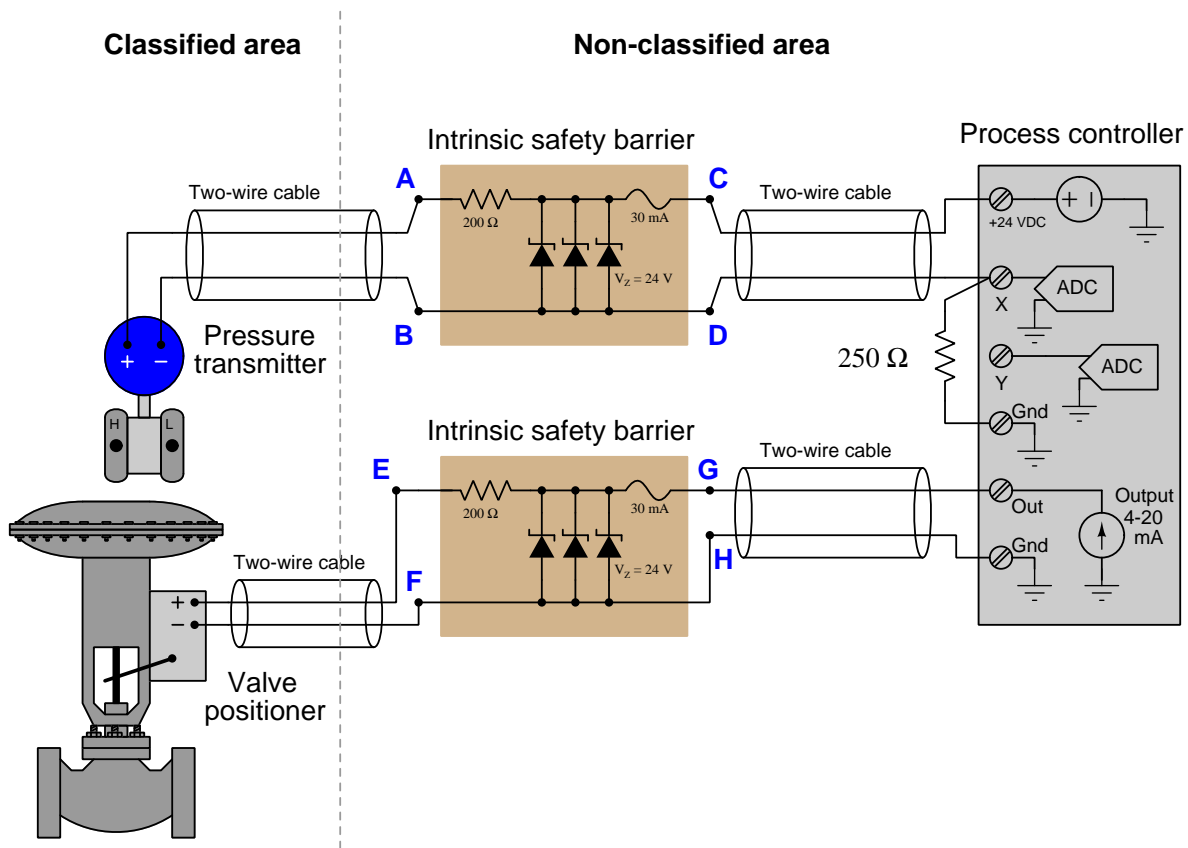 Classified area
Non-classified area
Intrinsic safety barrier
Process controller
A
C
Two-wire cable
Two-wire cable
200 Ω
30 mA
+24 VDC
+ −
VZ = 24 V
X
ADC
B
D
Pressure
transmitter
+ −
250 Ω
Y
ADC
H
L
Gnd
Intrinsic safety barrier
E
G
Two-wire cable
200 Ω
30 mA
Out
Output
4-20
mA
H
Gnd
Two-wire cable
F
VZ = 24 V
+
−
Valve
positioner